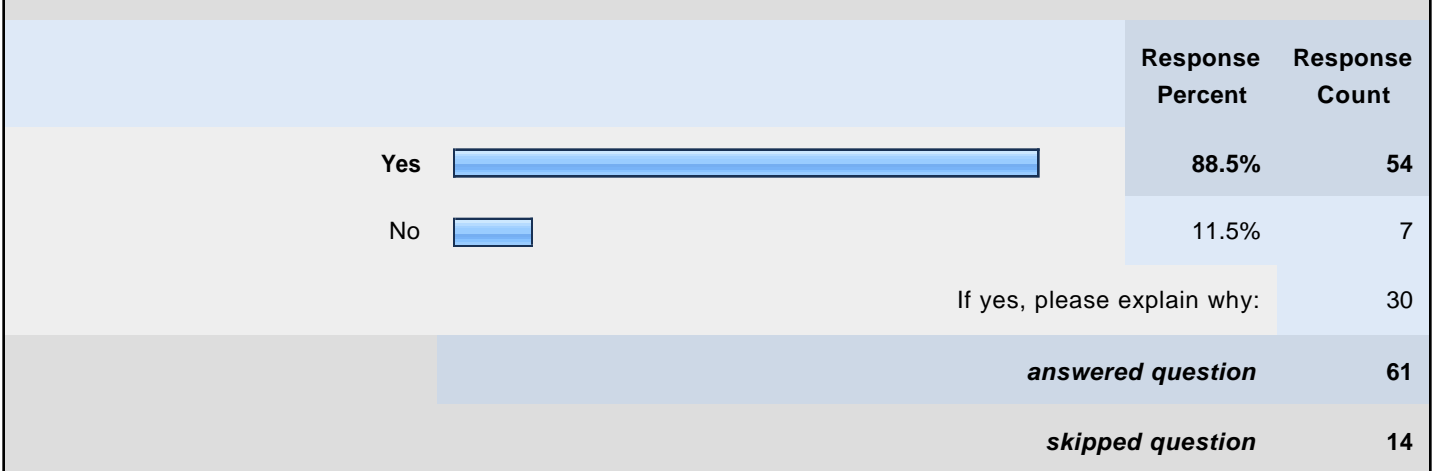 Response Percent Response Count
Yes 88.5% 54
No 11.5% 7
If yes, please explain why: 30
answered question 61
skipped question 14